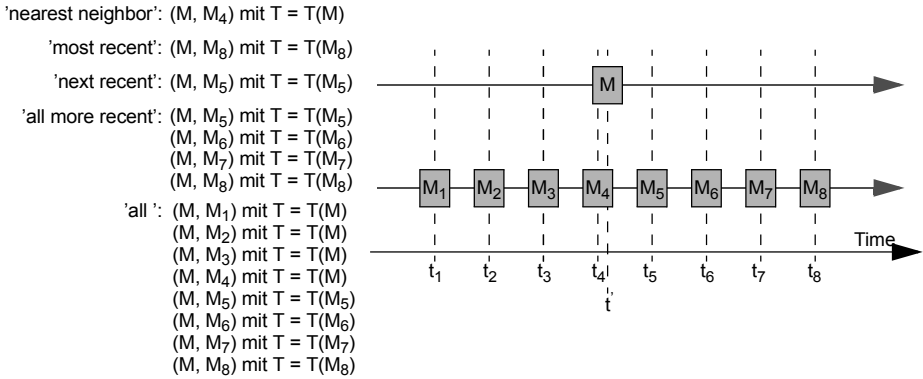 'nearest neighbor': (M, M4) mit T = T(M)
'most recent': (M, M8) mit T = T(M8)
'next recent': (M, M5) mit T = T(M5)
'all more recent': (M, M5) mit T = T(M5)
(M, M6) mit T = T(M6)
(M, M7) mit T = T(M7)
(M, M8) mit T = T(M8)
'all ': (M, M1) mit T = T(M)
(M, M2) mit T = T(M)
(M, M3) mit T = T(M)
(M, M4) mit T = T(M)
(M, M5) mit T = T(M5)
(M, M6) mit T = T(M6)
(M, M7) mit T = T(M7)
(M, M8) mit T = T(M8)
M
M1 M2 M3 M4 M5 M6 M7 M8
Time
t1 t2 t3 t4 t5 t6 t7 t8
t'